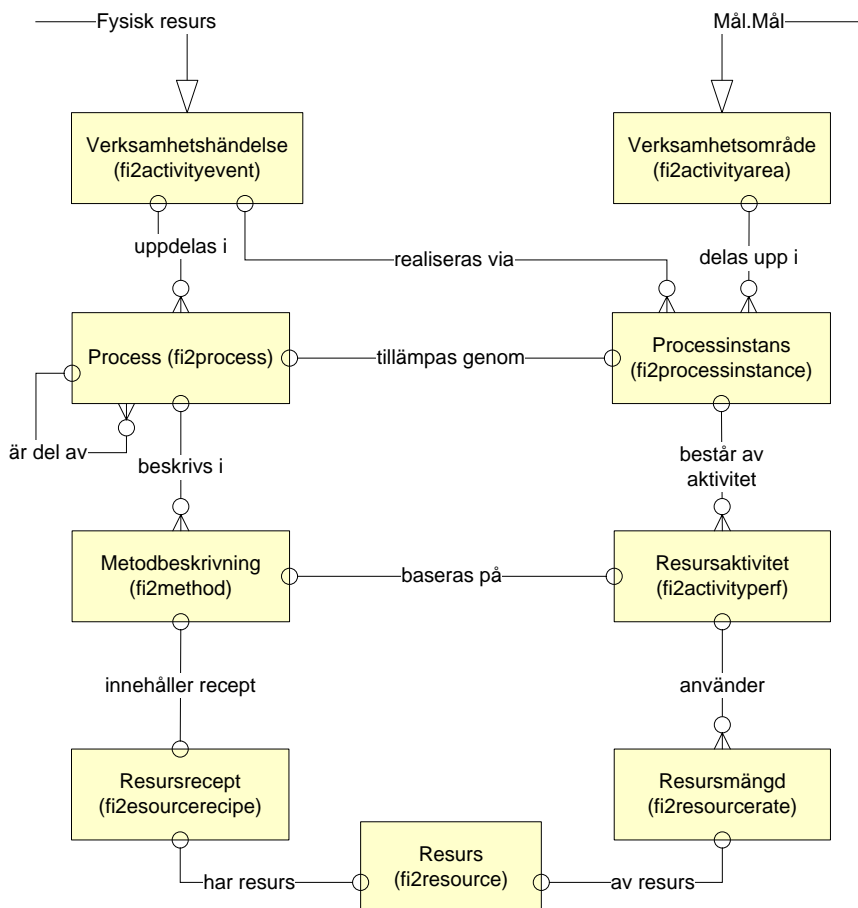 Fysisk resurs
Mål.Mål
Verksamhetshändelse
(fi2activityevent)
Verksamhetsområde
(fi2activityarea)
uppdelas i
realiseras via
delas upp i
Process (fi2process)
tillämpas genom
Processinstans
(fi2processinstance)
är del av
beskrivs i
består av
aktivitet
Metodbeskrivning
(fi2method)
baseras på
Resursaktivitet
(fi2activityperf)
innehåller recept
använder
Resursrecept
(fi2esourcerecipe)
Resursmängd
(fi2resourcerate)
Resurs
(fi2resource)
har resurs
av resurs